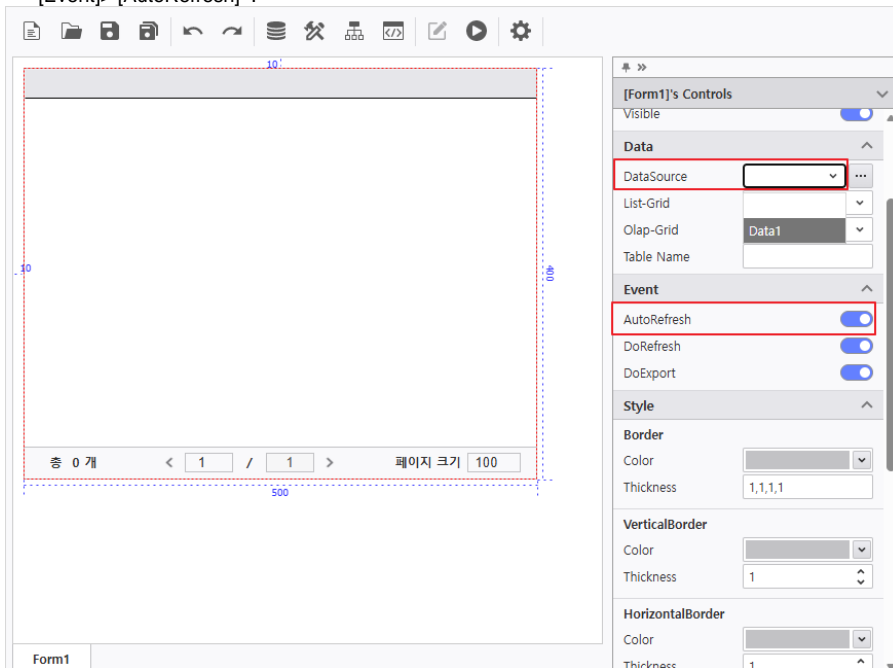 [Event]> [AutoRefresh] .
10
[Form1]'s Controls
Visible
Data
DataSource
List-Grid
Olap-Grid
Data1
Table Name
10
400
Event
AutoRefresh
DoRefresh
DoExport
Style
Border
Color
Thickness
1,1,1,1
총 0 개 < 1 / 1 > 페이지 크기 100
500
VerticalBorder
Color
Thickness
1
HorizontalBorder
Color
Thickness
1
Form1